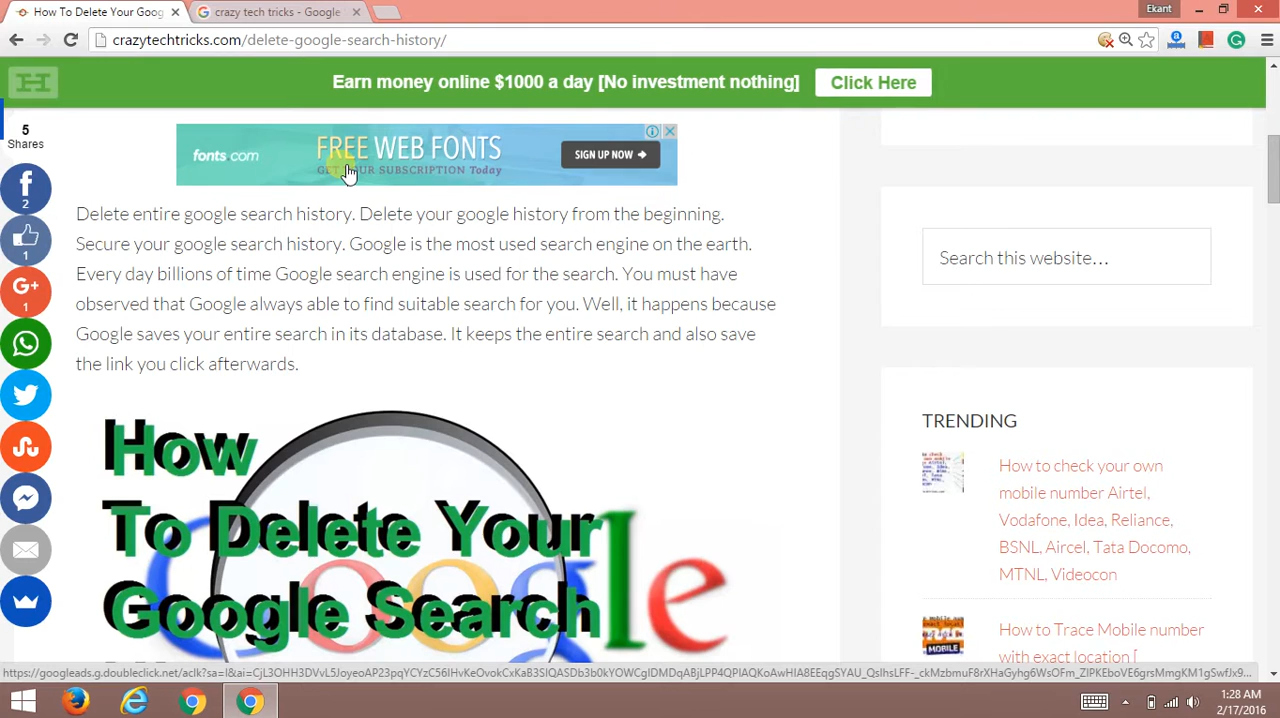 How To Delete Your Goog
crazy tech tricks - Google
Ekant
crazytechtricks.com/delete-google-search-history/
Earn money online $1000 a day [No investment nothing]
Click Here
5
Shares
2
1
1
fonts.com
FREE WEB FONTS
GET YOUR SUBSCRIPTION Today
SIGN UP NOW
Delete entire google search history. Delete your google history from the beginning.
Secure your google search history. Google is the most used search engine on the earth.
Every day billions of time Google search engine is used for the search. You must have
observed that Google always able to find suitable search for you. Well, it happens because
Google saves your entire search in its database. It keeps the entire search and also save
the link you click afterwards.
How
To Delete Your
Google Search
Google
Search this website…
TRENDING
How to check your own
mobile number Airtel,
Vodafone, Idea, Reliance,
BSNL, Aircel, Tata Docomo,
MTNL, Videocon
MOBILE
How to Trace Mobile number
with exact location [
1:28 AM
2/17/2016